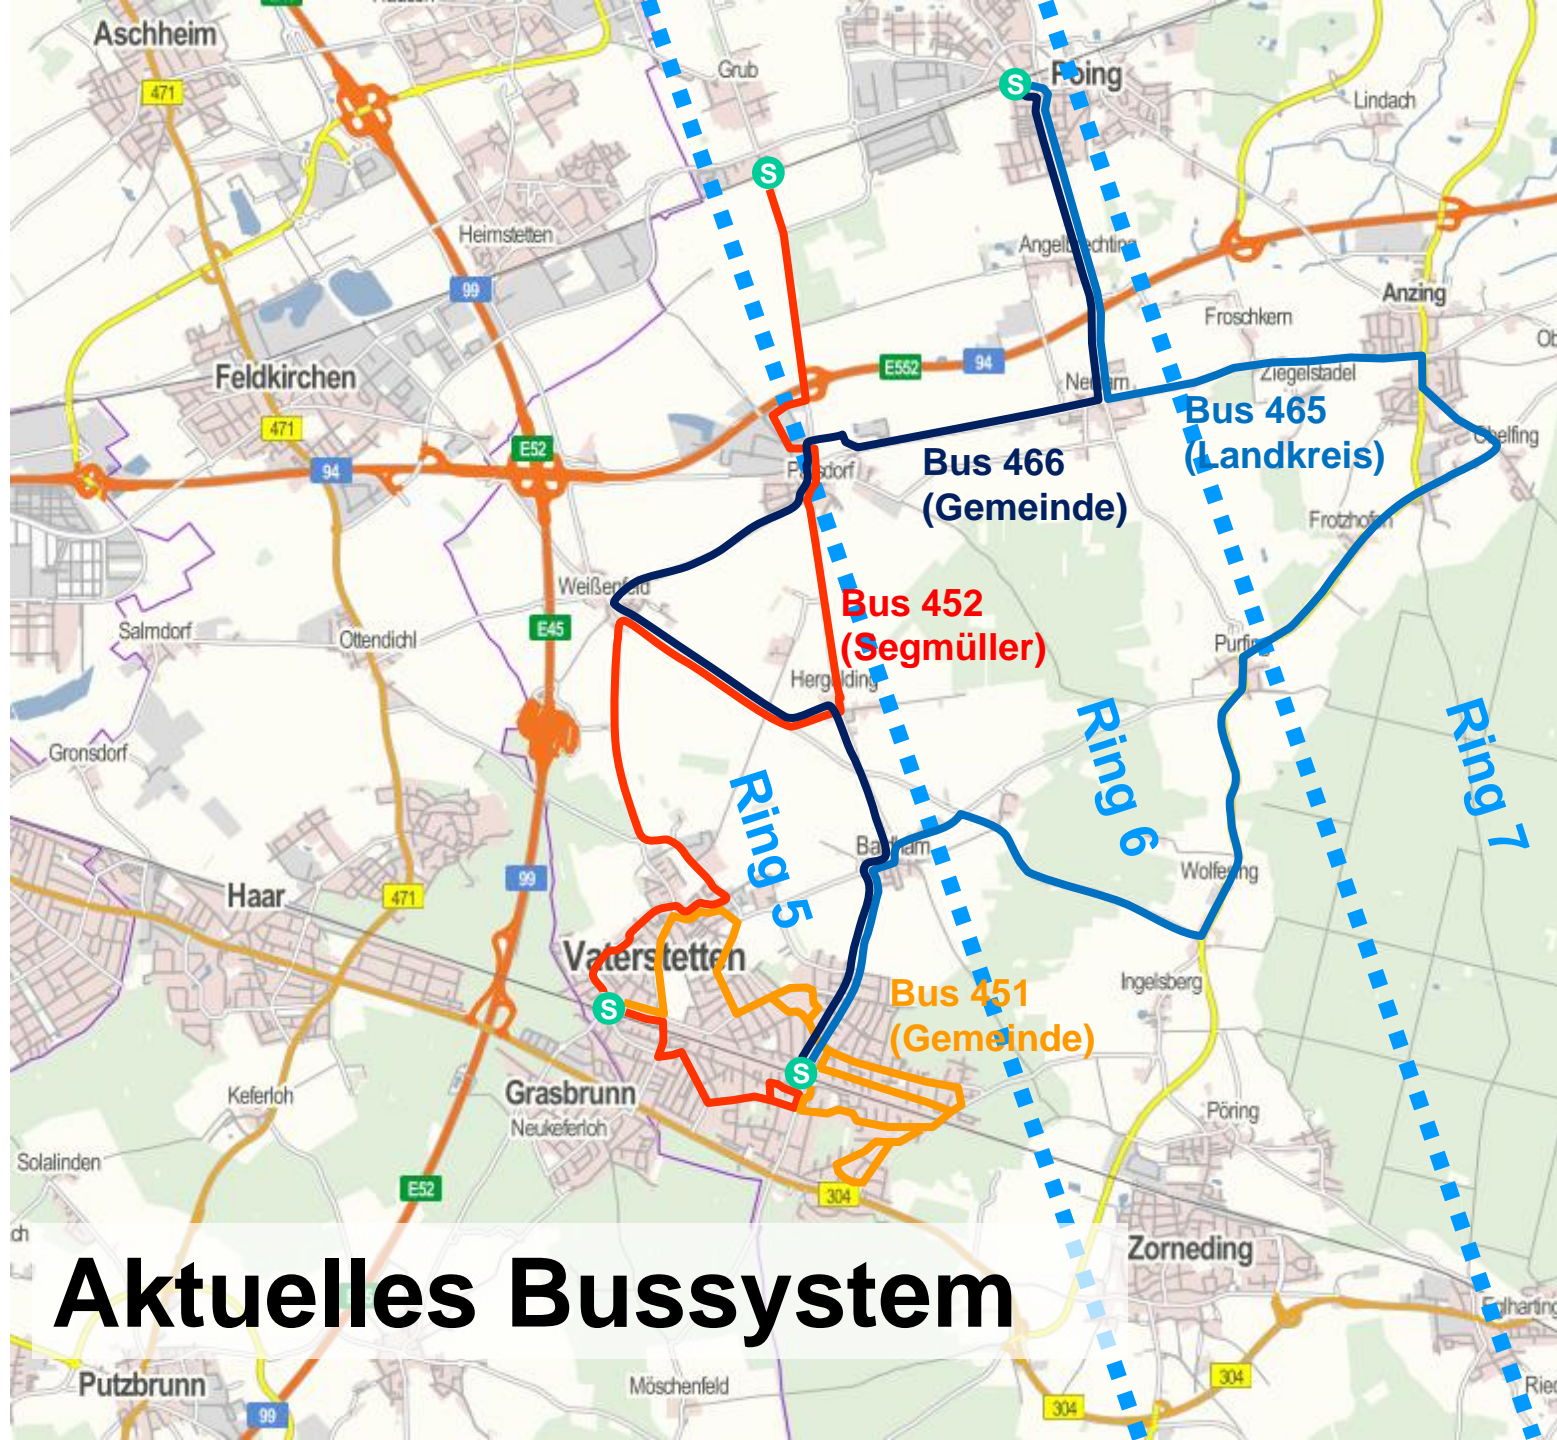 Aschheim
Grub
S
Poing
471
Lindach
S
Heimstetten
99
Anzing
Froschkern
E552
94
Feldkirchen
Ziegelstadel
Bus 465
(Landkreis)
471
E52
94
Bus 466
(Gemeinde)
Weißenfeld
Bus 452
(Segmüller)
E45
Salmdorf
Ottendichl
Gronsdorf
Ring 5
Ring 6
Ring 7
99
Haar
471
Vaterstetten
Ingelsberg
Bus 451
(Gemeinde)
S
S
Keferloh
Grasbrunn
Neukeferloh
Pöring
Solalinden
E52
304
ch
Zorneding
Aktuelles Bussystem
Putzbrunn
99
Möschenfeld
304
304